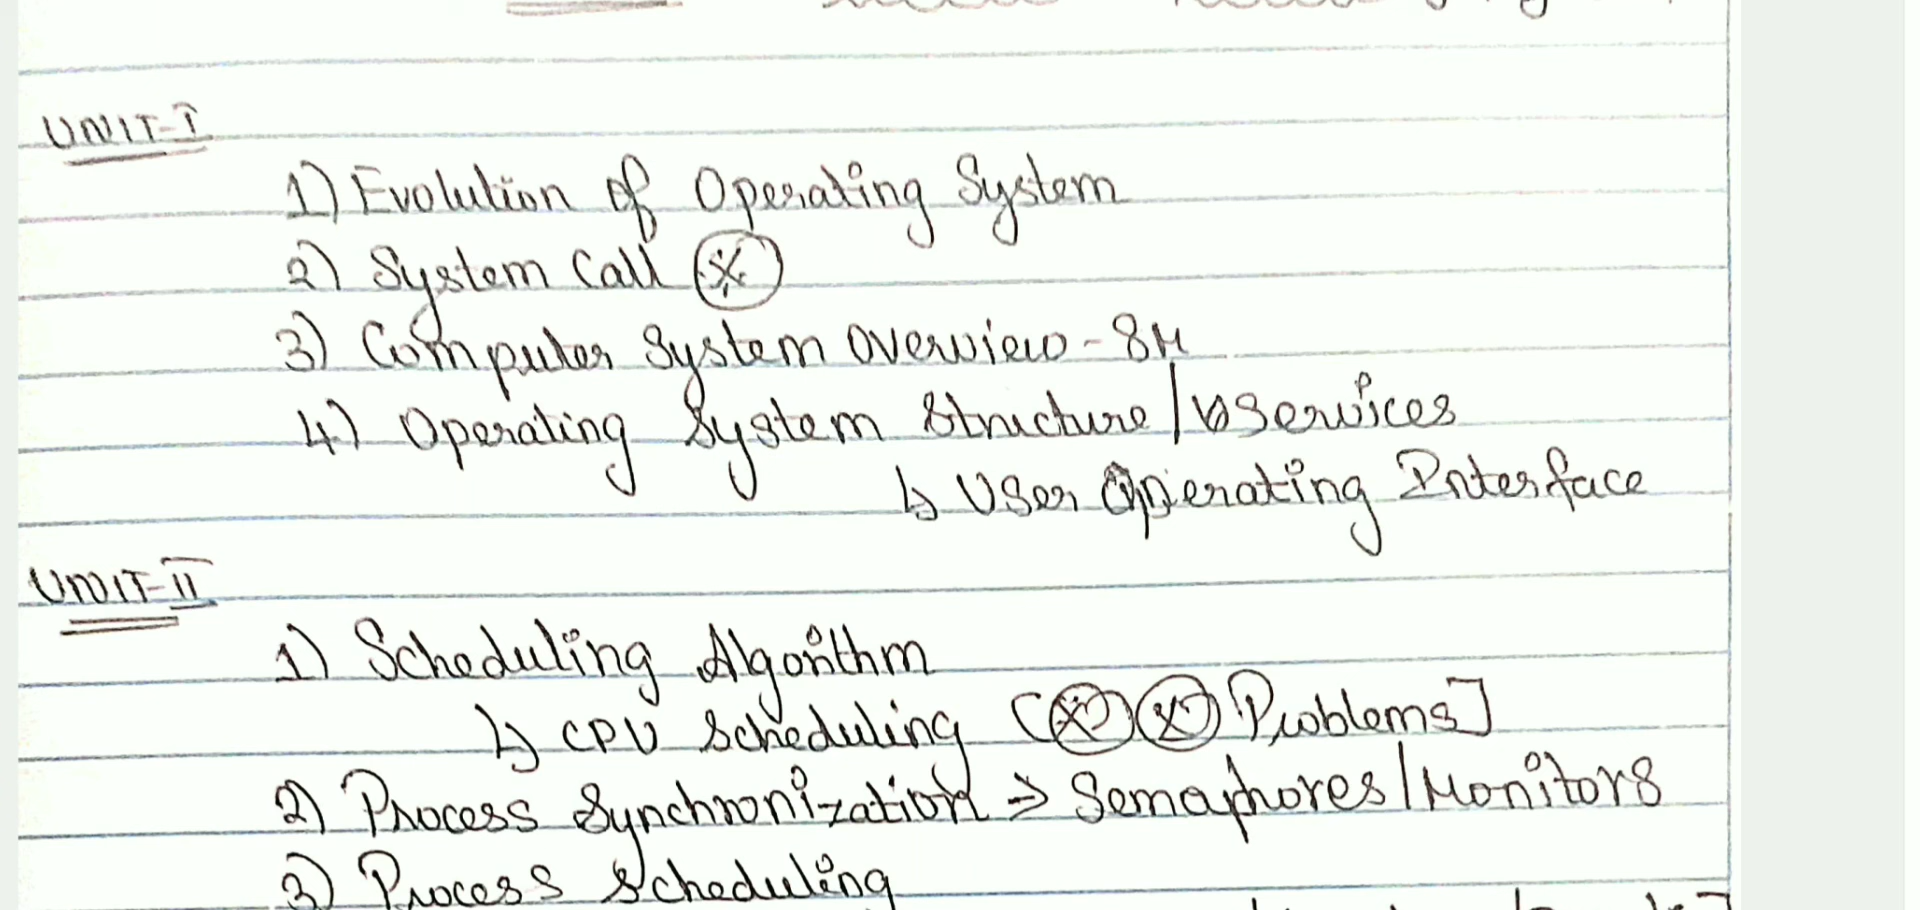 UNIT-I
1) Evolution of Operating System
2) System Call
3) Computer System Overview - 8M
4) Operating System Structure / Services
↳ User Operating Interface
UNIT-II
1) Scheduling Algorithm
↳ CPU Scheduling [Problems]
2) Process Synchronization ⇒ Semaphores / Monitors
3) Process Scheduling